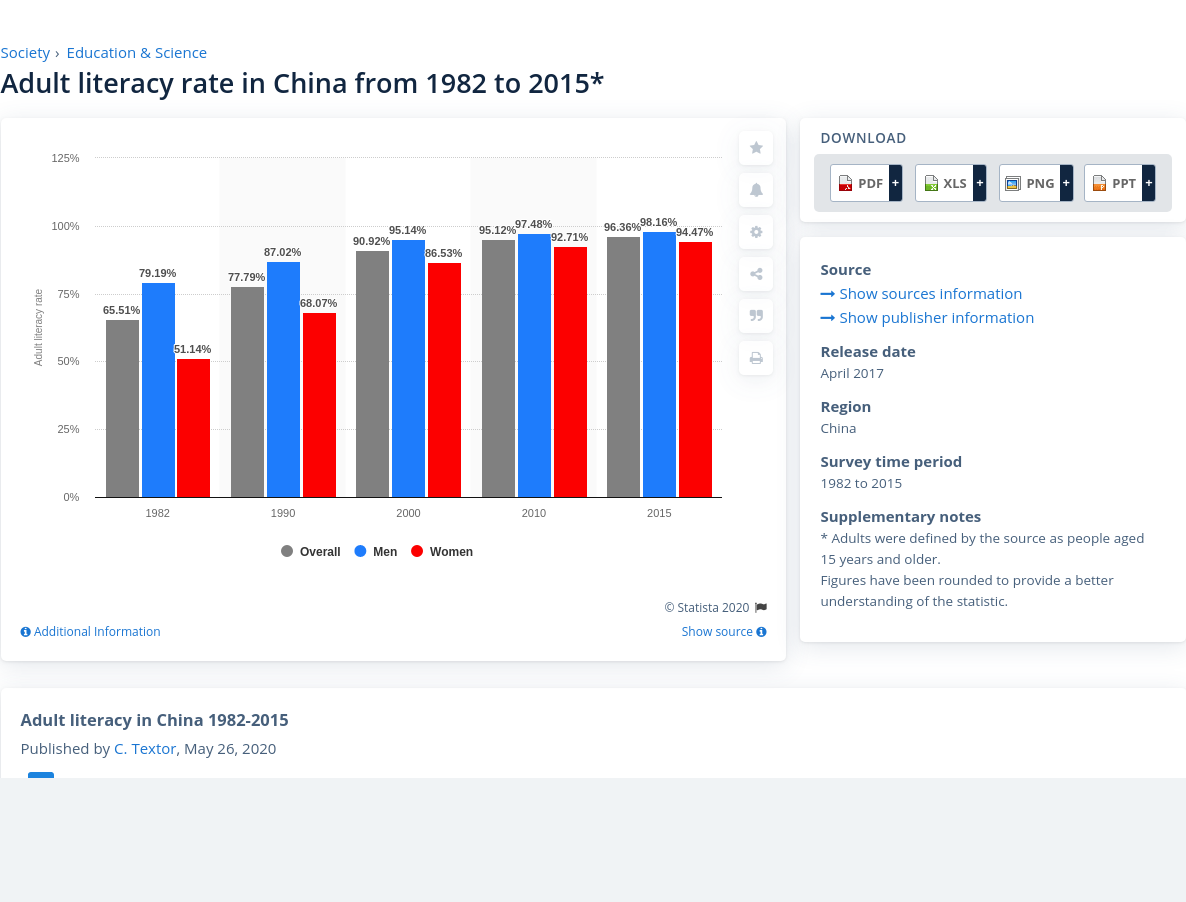 Society › Education & Science
Adult literacy rate in China from 1982 to 2015*
125%
100%
75%
50%
25%
0%
Adult literacy rate
65.51%
79.19%
51.14%
77.79%
87.02%
68.07%
90.92%
95.14%
86.53%
95.12%
97.48%
92.71%
96.36%
98.16%
94.47%
1982 1990 2000 2010 2015
Overall Men Women
© Statista 2020
Additional Information Show source
DOWNLOAD
PDF + XLS + PNG + PPT +
Source
Show sources information
Show publisher information
Release date
April 2017
Region
China
Survey time period
1982 to 2015
Supplementary notes
* Adults were defined by the source as people aged
15 years and older.
Figures have been rounded to provide a better
understanding of the statistic.
Adult literacy in China 1982-2015
Published by C. Textor, May 26, 2020